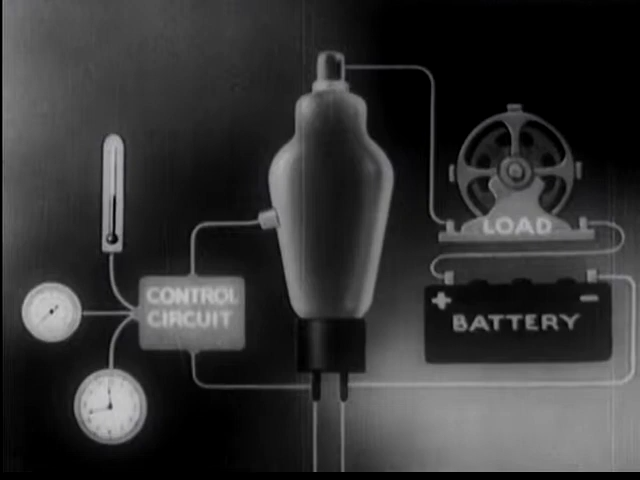 LOAD
CONTROL
CIRCUIT
+ -
BATTERY